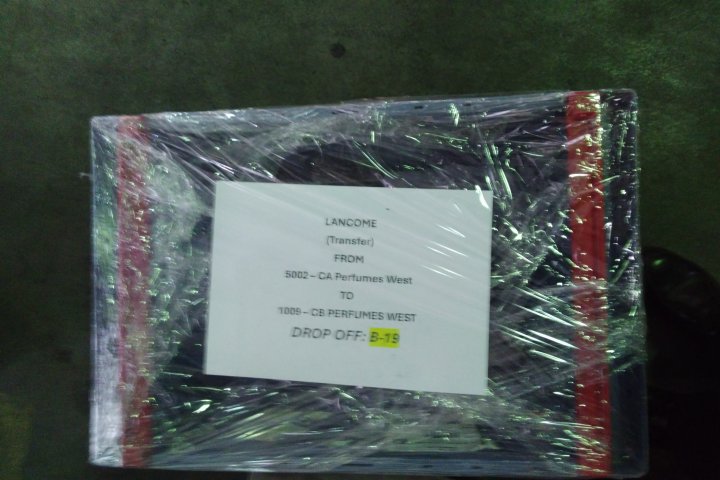 LANCOME
(Transfer)
FROM
5002 – CA Perfumes West
TO
1009 – CB PERFUMES WEST
DROP OFF: B-19